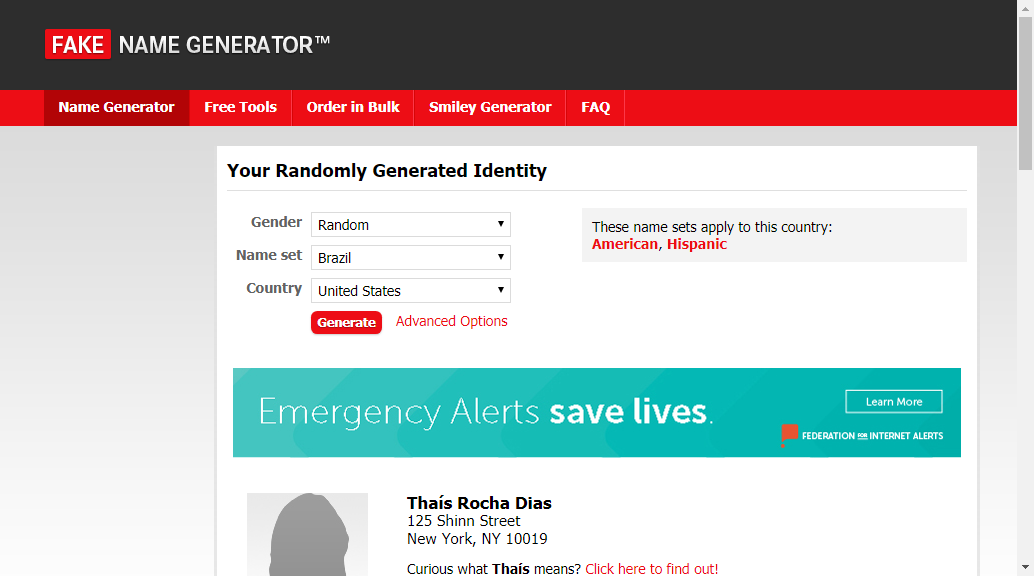 FAKE NAME GENERATOR™
Name Generator Free Tools Order in Bulk Smiley Generator FAQ
Your Randomly Generated Identity
Gender Random
Name set Brazil
Country United States
Generate Advanced Options
These name sets apply to this country:
American, Hispanic
Emergency Alerts save lives.
Learn More
FEDERATION FOR INTERNET ALERTS
Thaís Rocha Dias
125 Shinn Street
New York, NY 10019
Curious what Thaís means? Click here to find out!